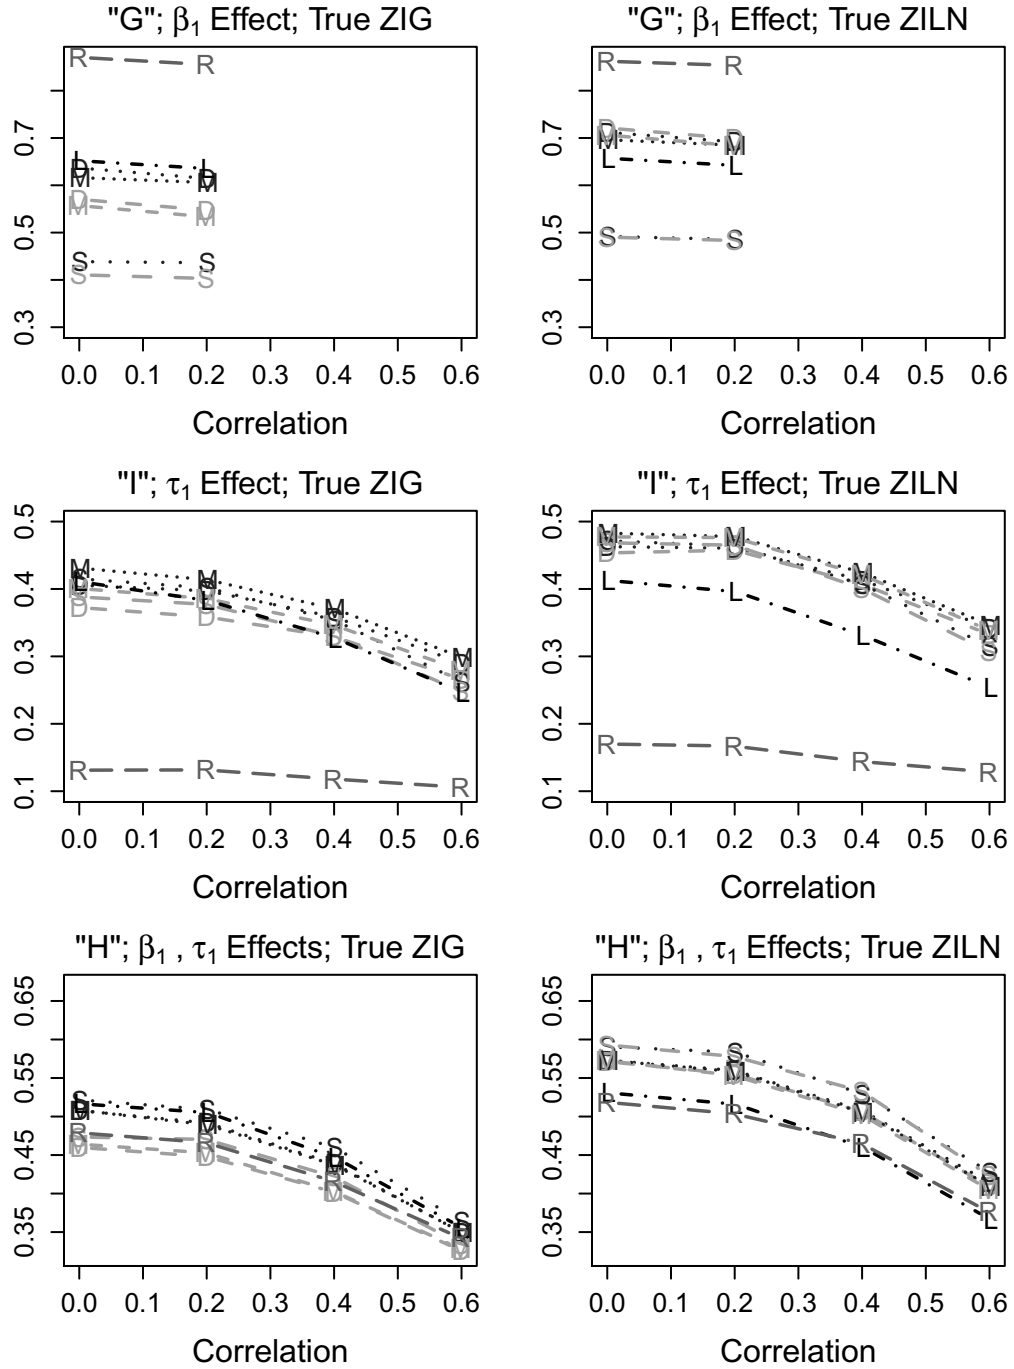 "G"; β1 Effect; True ZIG
"G"; β1 Effect; True ZILN
0.3 0.5 0.7
R R
L L
D D
M M
D D
M M
S S
S S
0.0 0.1 0.2 0.3 0.4 0.5 0.6
Correlation
0.3 0.5 0.7
R R
D D
M M
L L
S S
0.0 0.1 0.2 0.3 0.4 0.5 0.6
Correlation
"I"; τ1 Effect; True ZIG
"I"; τ1 Effect; True ZILN
0.1 0.2 0.3 0.4 0.5
M M M M
L L L L
R R R R
0.0 0.1 0.2 0.3 0.4 0.5 0.6
Correlation
0.1 0.2 0.3 0.4 0.5
M M M M
L L L L
R R R R
0.0 0.1 0.2 0.3 0.4 0.5 0.6
Correlation
"H"; β1 , τ1 Effects; True ZIG
"H"; β1 , τ1 Effects; True ZILN
0.35 0.45 0.55 0.65
S S S S
R R R R
0.0 0.1 0.2 0.3 0.4 0.5 0.6
Correlation
0.35 0.45 0.55 0.65
S S S S
M M M M
L L L L
R R R R
0.0 0.1 0.2 0.3 0.4 0.5 0.6
Correlation